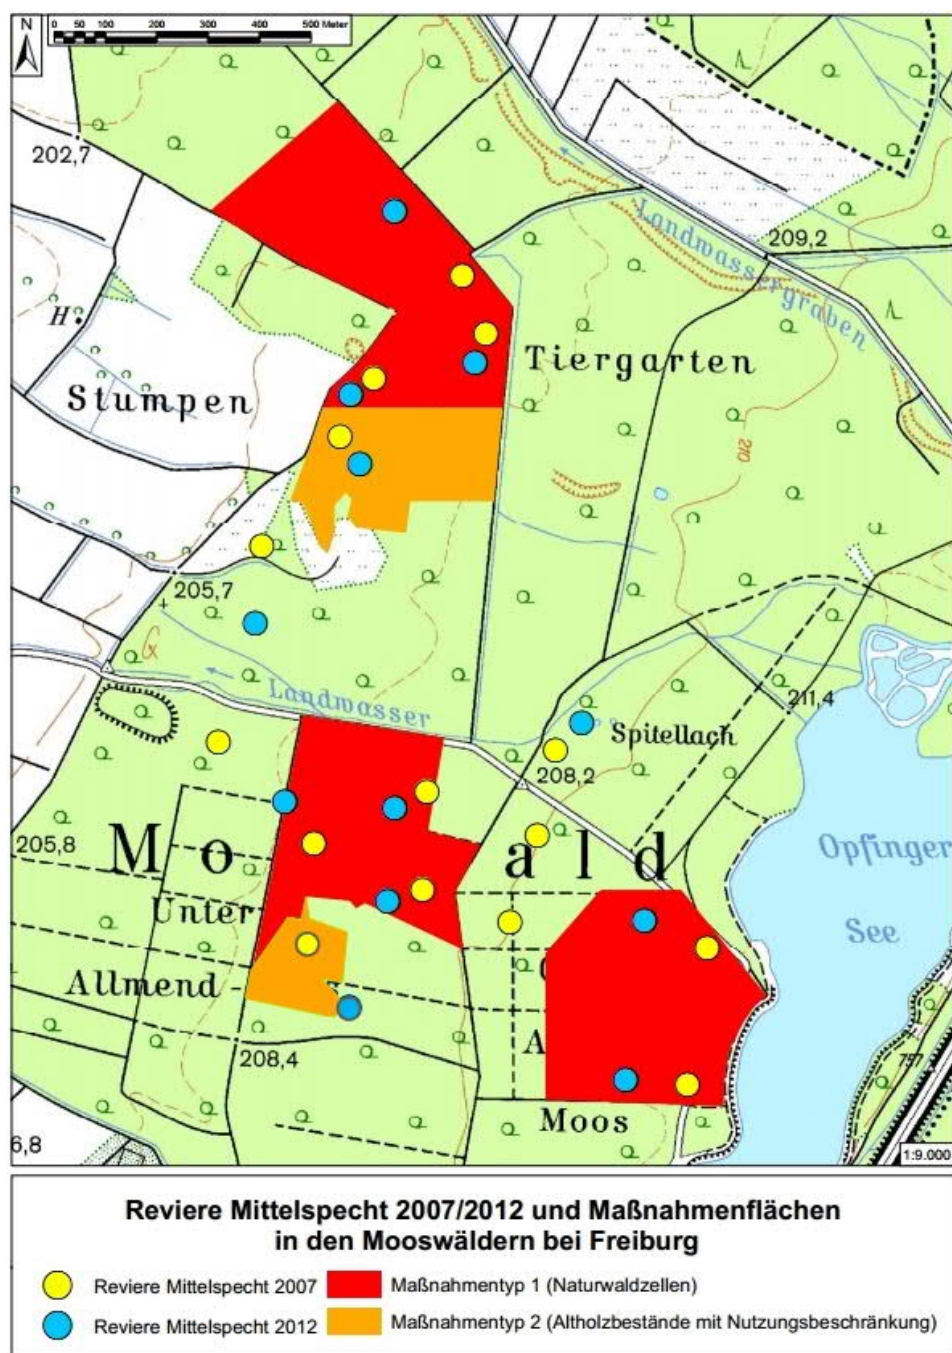 N
0 50 100 200 300 400 500 Meter
202,7
Landwassergraben
209,2
H
Tiergarten
Stumpen
210
205,7
Landwasser
211,4
Spitellach
208,2
205,8
Mo ald
Opfinger
See
Unter
Allmend
A
208,4
Moos
6,8
1:9.000
Reviere Mittelspecht 2007/2012 und Maßnahmenflächen
in den Mooswäldern bei Freiburg
Reviere Mittelspecht 2007 Maßnahmentyp 1 (Naturwaldzellen)
Reviere Mittelspecht 2012 Maßnahmentyp 2 (Altholzbestände mit Nutzungsbeschränkung)